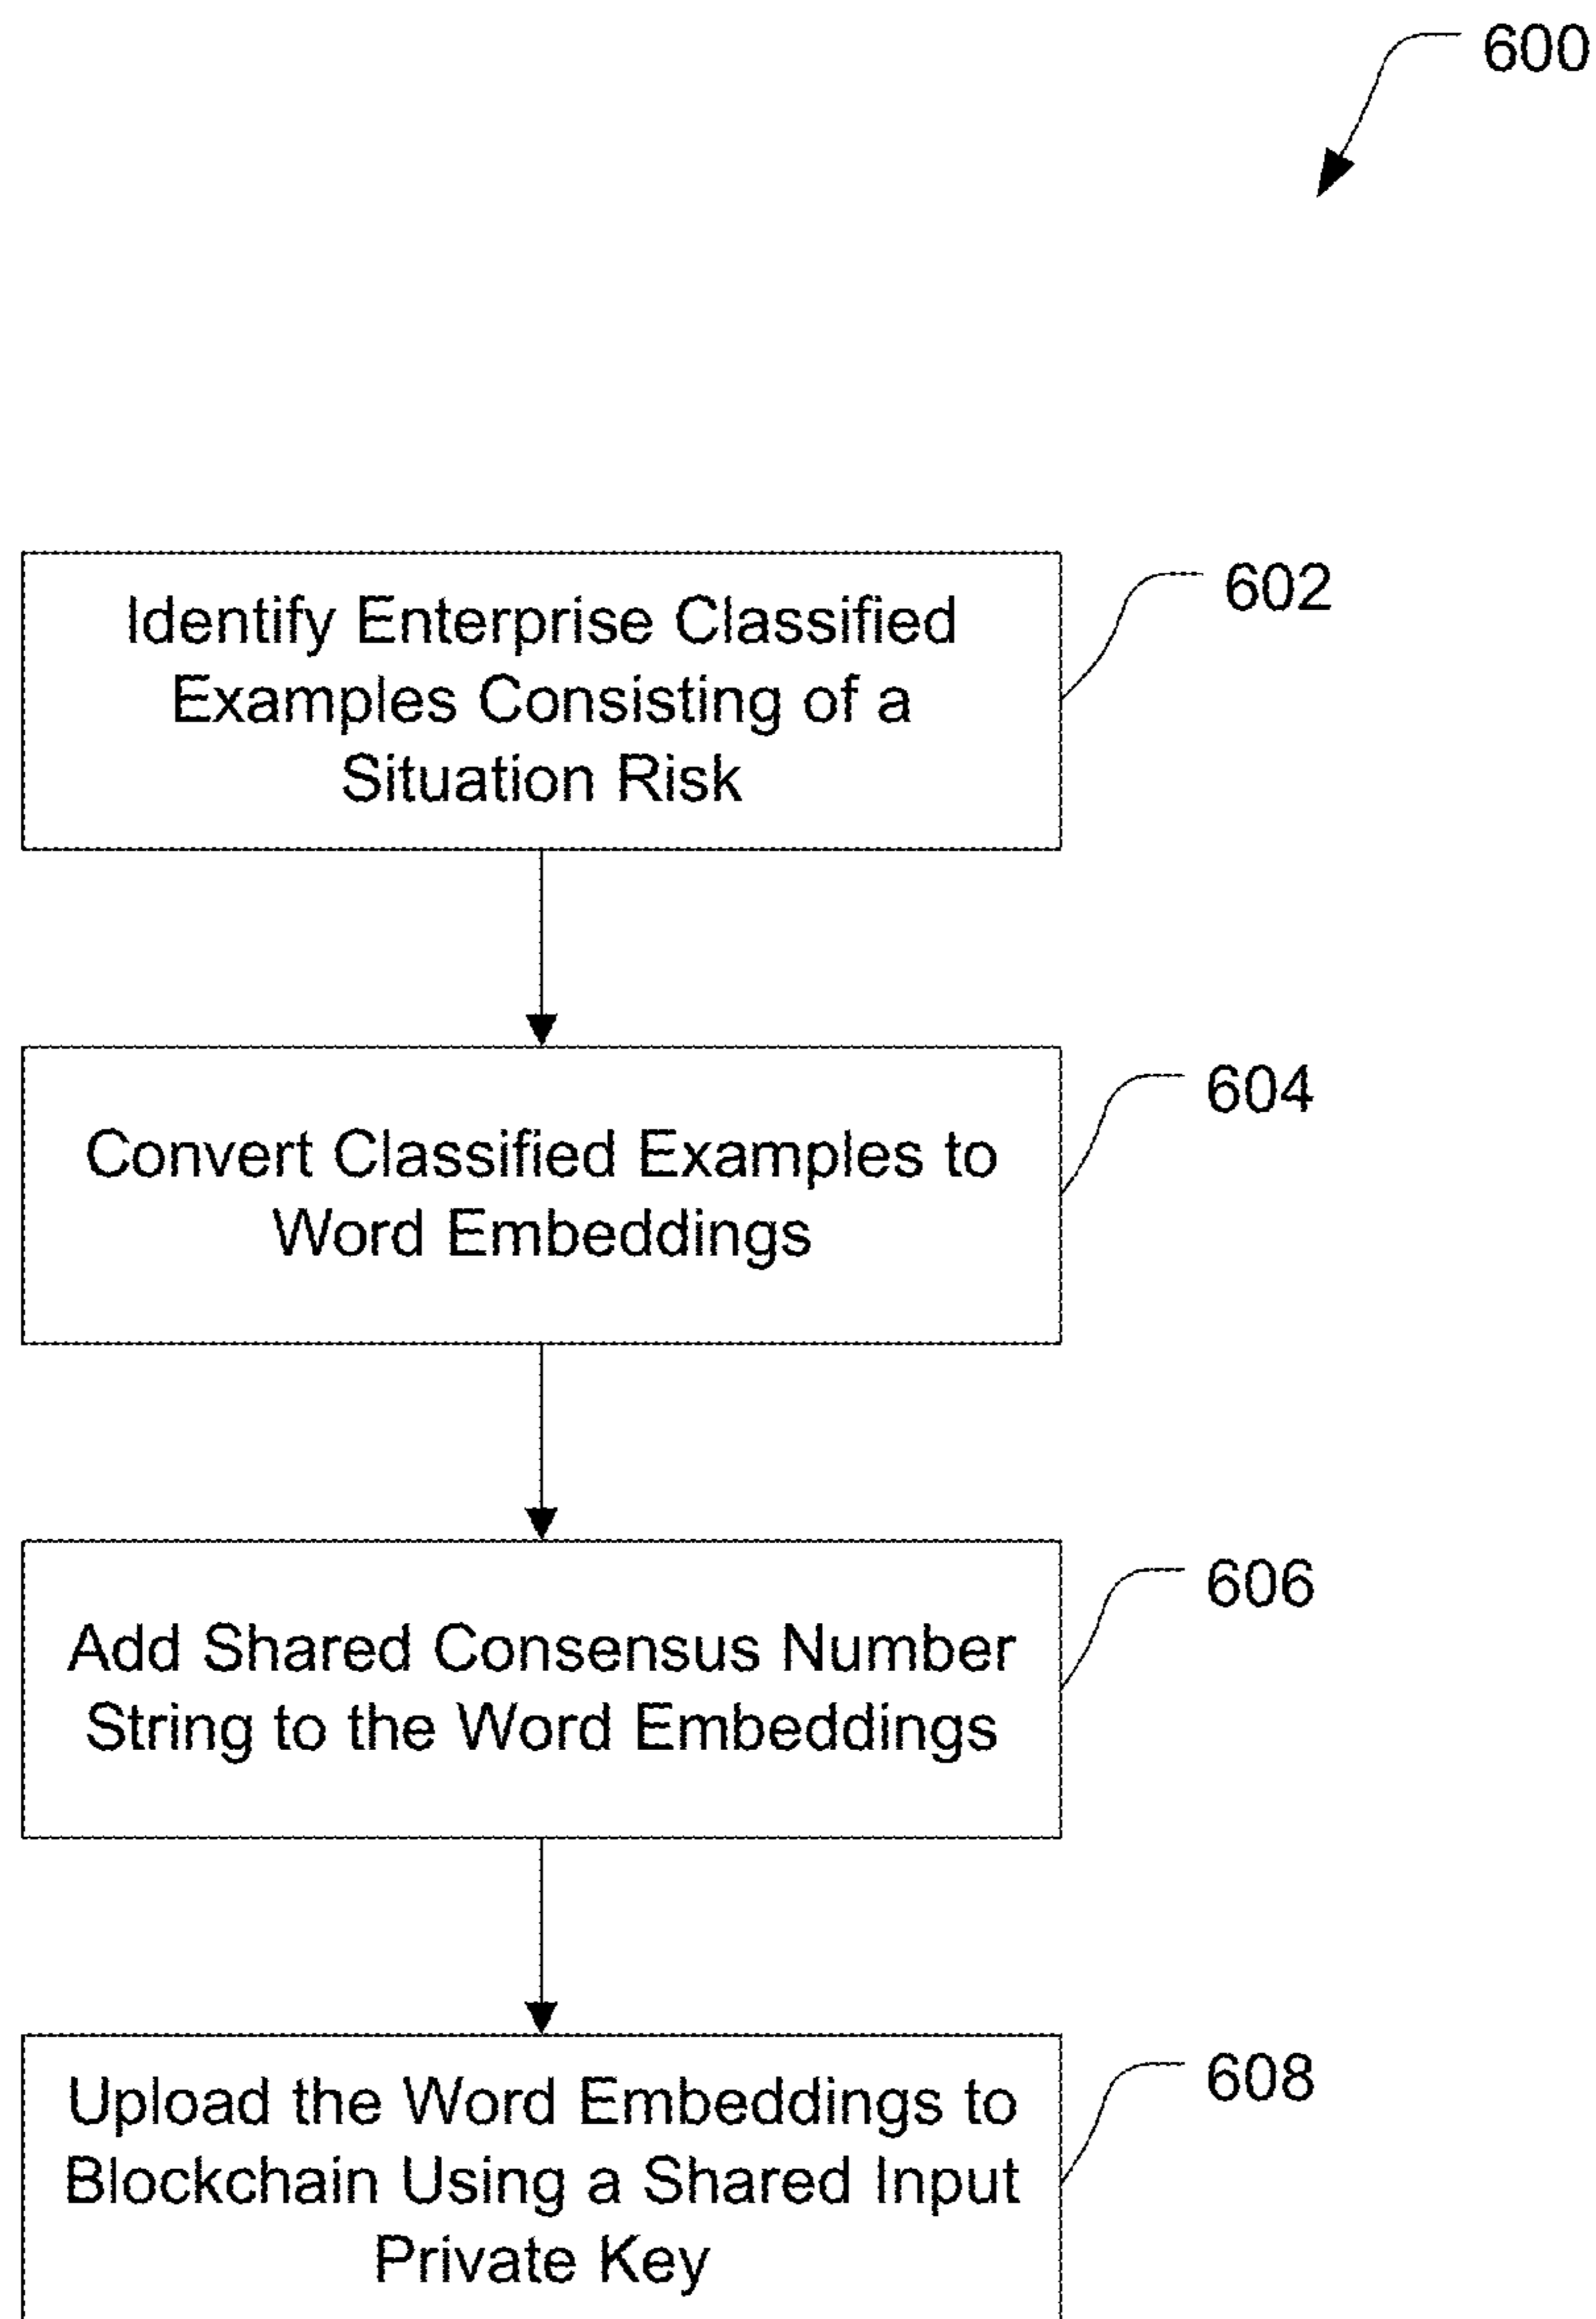 600
Identify Enterprise Classified
Examples Consisting of a
Situation Risk
602
Convert Classified Examples to
Word Embeddings
604
Add Shared Consensus Number
String to the Word Embeddings
606
Upload the Word Embeddings to
Blockchain Using a Shared Input
Private Key
608